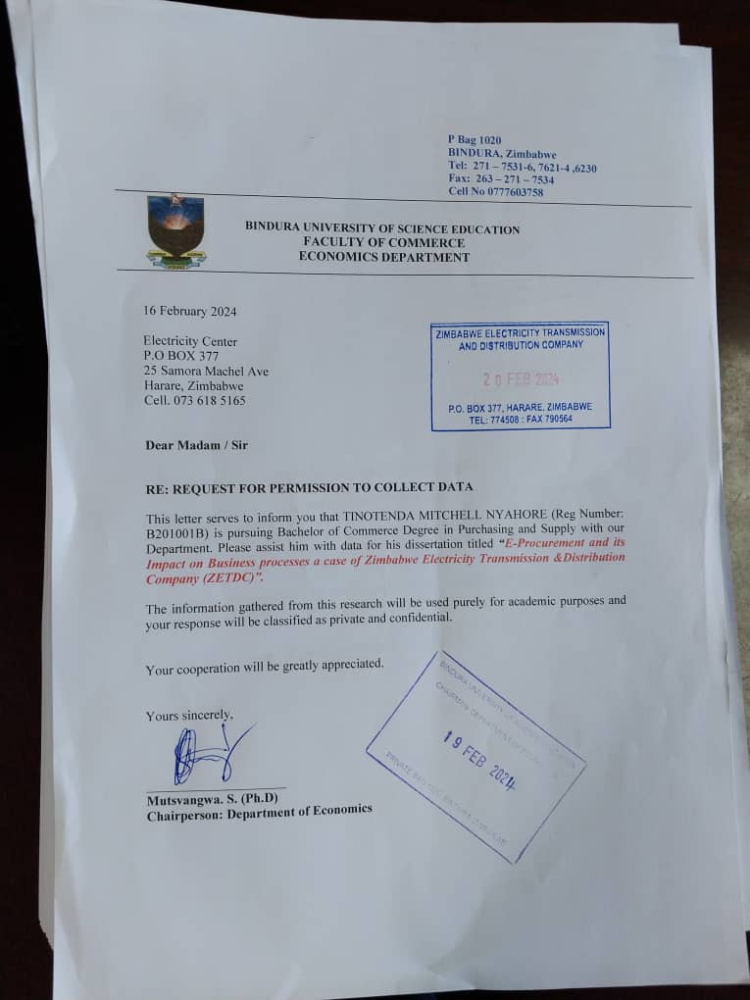 P Bag 1020
BINDURA, Zimbabwe
Tel: 271 – 7531-6, 7621-4 ,6230
Fax: 263 – 271 – 7534
Cell No 0777603758
BINDURA UNIVERSITY OF SCIENCE EDUCATION
FACULTY OF COMMERCE
ECONOMICS DEPARTMENT
16 February 2024
Electricity Center
P.O BOX 377
25 Samora Machel Ave
Harare, Zimbabwe
Cell. 073 618 5165
ZIMBABWE ELECTRICITY TRANSMISSION
AND DISTRIBUTION COMPANY
20 FEB 2024
P.O. BOX 377, HARARE, ZIMBABWE
TEL: 774508 : FAX 790564
Dear Madam / Sir
RE: REQUEST FOR PERMISSION TO COLLECT DATA
This letter serves to inform you that TINOTENDA MITCHELL NYAHORE (Reg Number:
B201001B) is pursuing Bachelor of Commerce Degree in Purchasing and Supply with our
Department. Please assist him with data for his dissertation titled “E-Procurement and its
Impact on Business processes a case of Zimbabwe Electricity Transmission &Distribution
Company (ZETDC)”.
The information gathered from this research will be used purely for academic purposes and
your response will be classified as private and confidential.
Your cooperation will be greatly appreciated.
Yours sincerely,
BINDURA UNIVERSITY OF SCIENCE EDUCATION
CHAIRMAN DEPARTMENT OF
19 FEB 2024
PRIVATE BAG 1020, BINDURA, ZIMBABWE
Mutsvangwa. S. (Ph.D)
Chairperson: Department of Economics